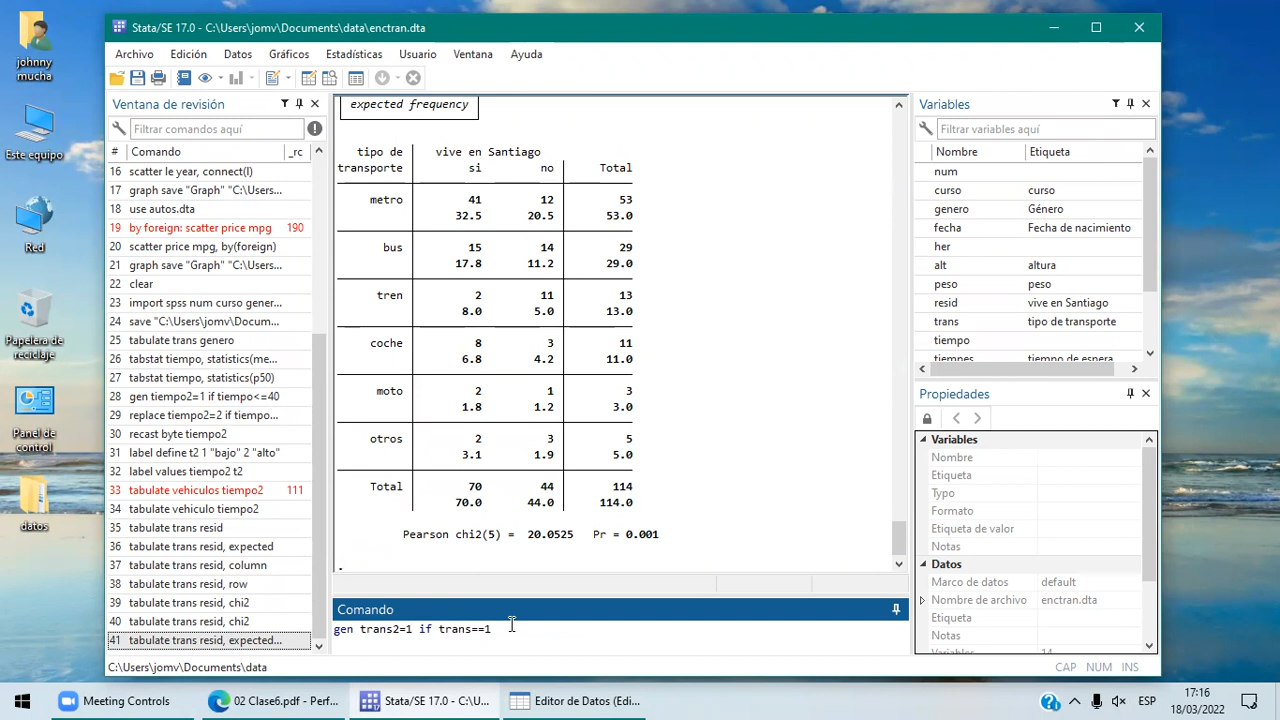 johnny
mucha
Este equipo
Red
Papelera de
reciclaje
Panel de
control
datos
Stata/SE 17.0 - C:\Users\jomv\Documents\data\enctran.dta
Archivo Edición Datos Gráficos Estadísticas Usuario Ventana Ayuda
Ventana de revisión
Filtrar comandos aquí
# Comando _rc
16 scatter le year, connect(l)
17 graph save "Graph" "C:\Users...
18 use autos.dta
19 by foreign: scatter price mpg 190
20 scatter price mpg, by(foreign)
21 graph save "Graph" "C:\Users...
22 clear
23 import spss num curso gener...
24 save "C:\Users\jomv\Docum...
25 tabulate trans genero
26 tabstat tiempo, statistics(me...
27 tabstat tiempo, statistics(p50)
28 gen tiempo2=1 if tiempo<=40
29 replace tiempo2=2 if tiempo...
30 recast byte tiempo2
31 label define t2 1 "bajo" 2 "alto"
32 label values tiempo2 t2
33 tabulate vehiculos tiempo2 111
34 tabulate vehiculo tiempo2
35 tabulate trans resid
36 tabulate trans resid, expected
37 tabulate trans resid, column
38 tabulate trans resid, row
39 tabulate trans resid, chi2
40 tabulate trans resid, chi2
41 tabulate trans resid, expected...
expected frequency
tipo de vive en Santiago
transporte si no Total
metro 41 12 53
32.5 20.5 53.0
bus 15 14 29
17.8 11.2 29.0
tren 2 11 13
8.0 5.0 13.0
coche 8 3 11
6.8 4.2 11.0
moto 2 1 3
1.8 1.2 3.0
otros 2 3 5
3.1 1.9 5.0
Total 70 44 114
70.0 44.0 114.0
Pearson chi2(5) = 20.0525 Pr = 0.001
.
Comando
gen trans2=1 if trans==1
Variables
Filtrar variables aquí
Nombre Etiqueta
num
curso curso
genero Género
fecha Fecha de nacimiento
her
alt altura
peso peso
resid vive en Santiago
trans tipo de transporte
tiempo
tiemnes tiempo de espera
Propiedades
Variables
Nombre
Etiqueta
Tipo
Formato
Etiqueta de valor
Notas
Datos
Marco de datos default
Nombre de archivo enctran.dta
Etiqueta
Notas
Variables 14
C:\Users\jomv\Documents\data
CAP NUM INS
Meeting Controls
02 Clase6.pdf - Perf...
Stata/SE 17.0 - C:\U...
Editor de Datos (Edi...
ESP
17:16
18/03/2022